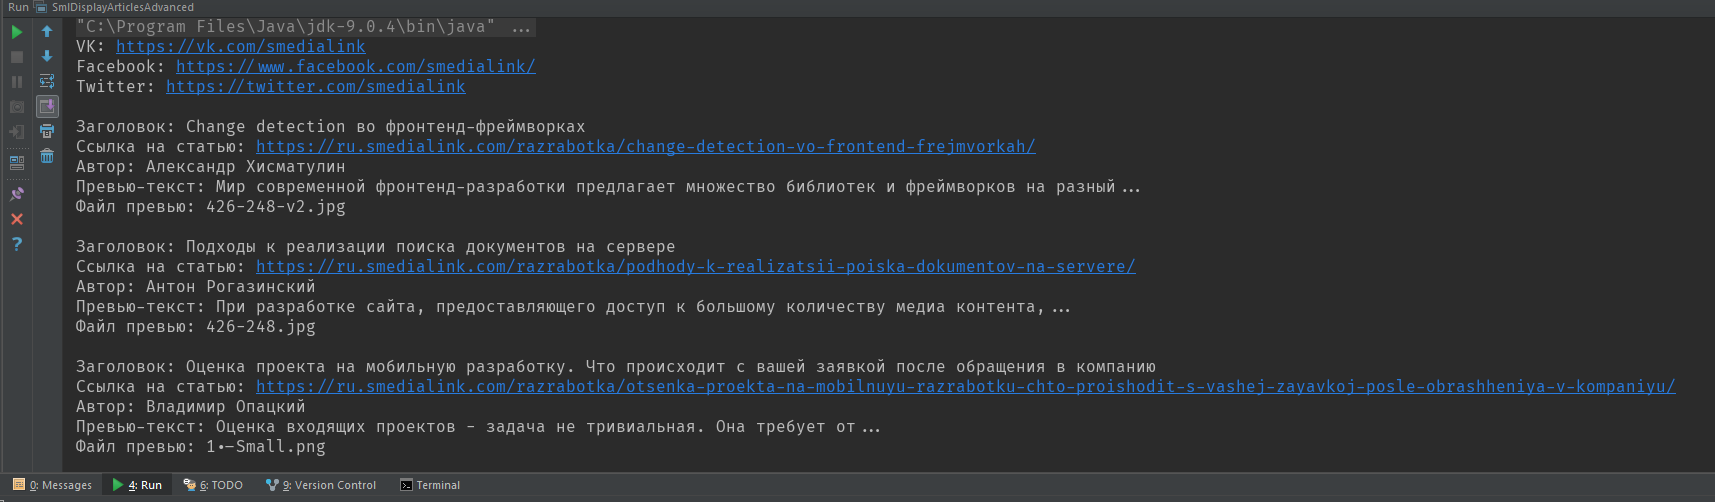 Run SmlDisplayArticlesAdvanced
"C:\Program Files\Java\jdk-9.0.4\bin\java" ...
VK: https://vk.com/smedialink
Facebook: https://www.facebook.com/smedialink/
Twitter: https://twitter.com/smedialink
Заголовок: Change detection во фронтенд-фреймворках
Ссылка на статью: https://ru.smedialink.com/razrabotka/change-detection-vo-frontend-frejmvorkah/
Автор: Александр Хисматулин
Превью-текст: Мир современной фронтенд-разработки предлагает множество библиотек и фреймворков на разный...
Файл превью: 426-248-v2.jpg
Заголовок: Подходы к реализации поиска документов на сервере
Ссылка на статью: https://ru.smedialink.com/razrabotka/podhody-k-realizatsii-poiska-dokumentov-na-servere/
Автор: Антон Рогазинский
Превью-текст: При разработке сайта, предоставляющего доступ к большому количеству медиа контента,...
Файл превью: 426-248.jpg
Заголовок: Оценка проекта на мобильную разработку. Что происходит с вашей заявкой после обращения в компанию
Ссылка на статью: https://ru.smedialink.com/razrabotka/otsenka-proekta-na-mobilnuyu-razrabotku-chto-proishodit-s-vashej-zayavkoj-posle-obrashheniya-v-kompaniyu/
Автор: Владимир Опацкий
Превью-текст: Оценка входящих проектов - задача не тривиальная. Она требует от...
Файл превью: 1•-Small.png
0: Messages 4: Run 6: TODO 9: Version Control Terminal